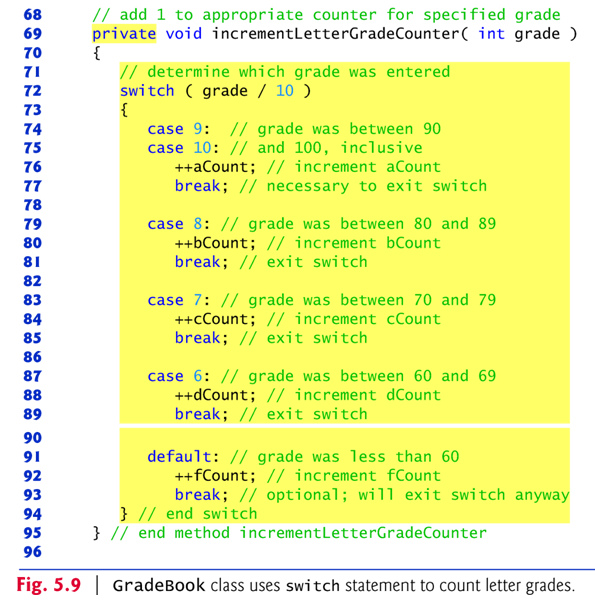 68 // add 1 to appropriate counter for specified grade
69 private void incrementLetterGradeCounter( int grade )
70 {
71 // determine which grade was entered
72 switch ( grade / 10 )
73 {
74 case 9: // grade was between 90
75 case 10: // and 100, inclusive
76 ++aCount; // increment aCount
77 break; // necessary to exit switch
78
79 case 8: // grade was between 80 and 89
80 ++bCount; // increment bCount
81 break; // exit switch
82
83 case 7: // grade was between 70 and 79
84 ++cCount; // increment cCount
85 break; // exit switch
86
87 case 6: // grade was between 60 and 69
88 ++dCount; // increment dCount
89 break; // exit switch
90
91 default: // grade was less than 60
92 ++fCount; // increment fCount
93 break; // optional; will exit switch anyway
94 } // end switch
95 } // end method incrementLetterGradeCounter
96
Fig. 5.9 | GradeBook class uses switch statement to count letter grades.